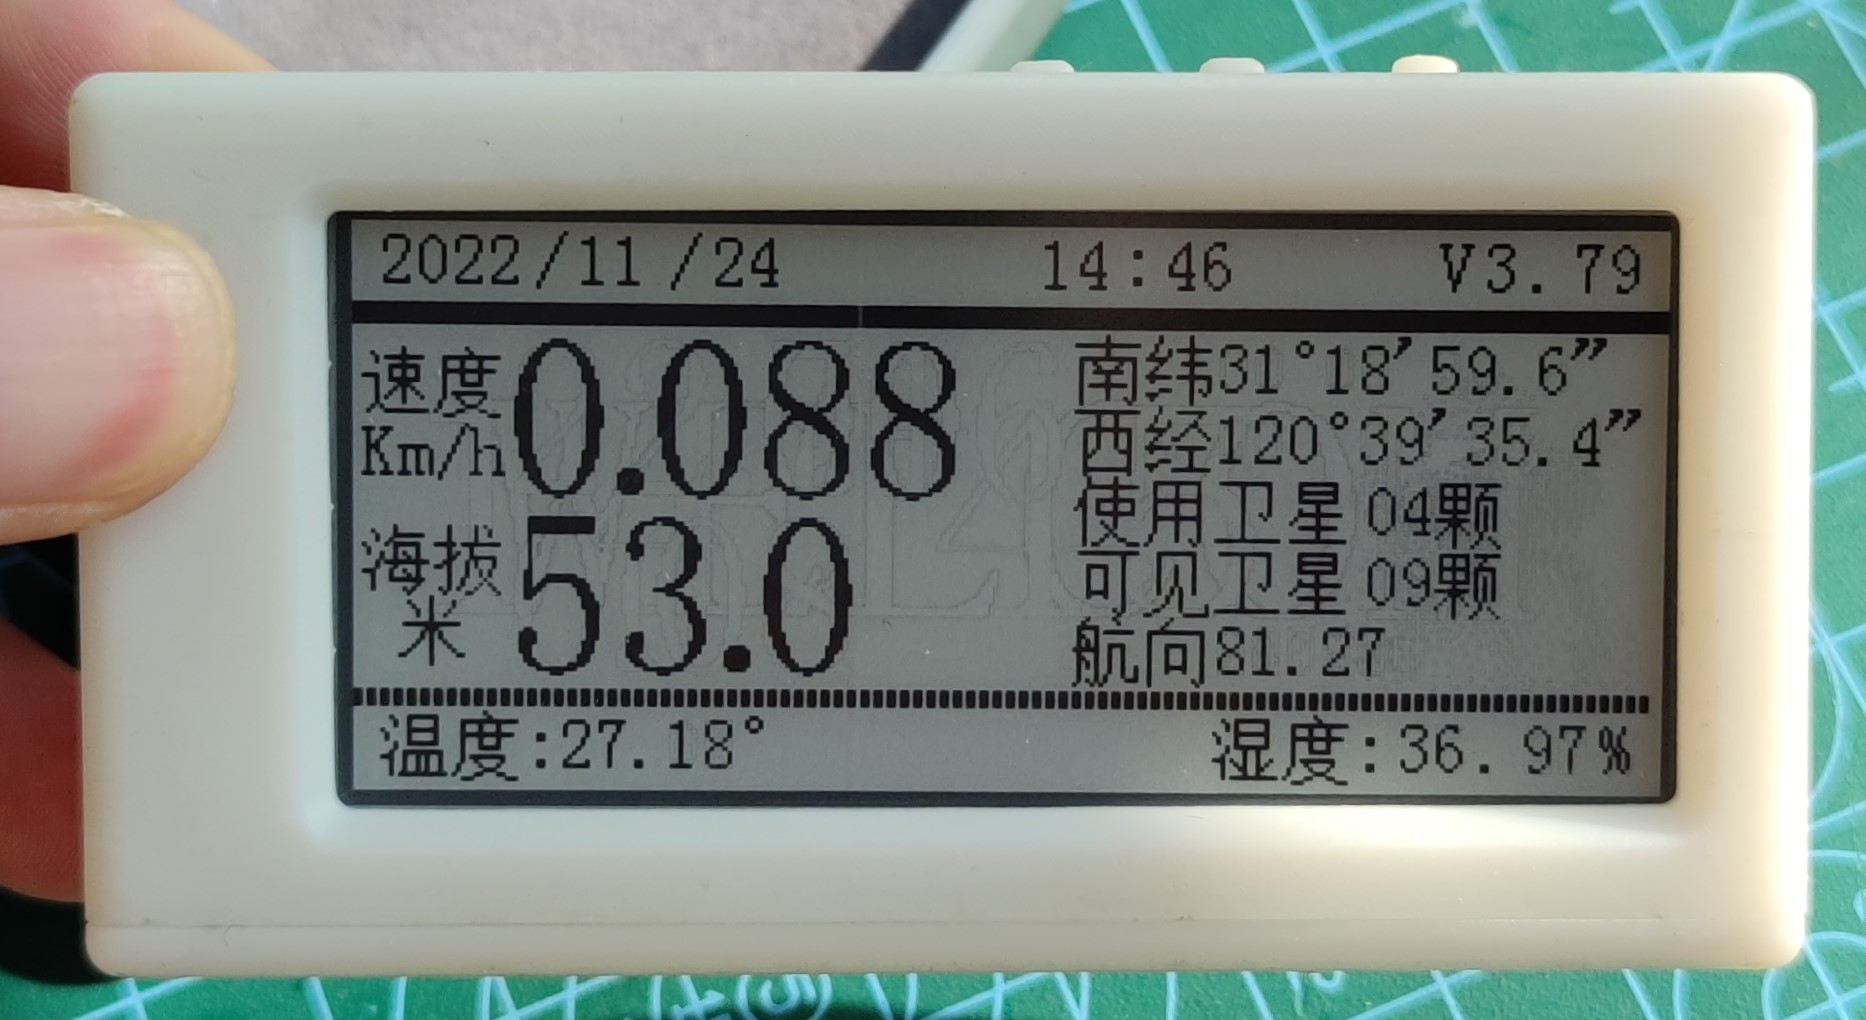 2022/11/24 14:46 V3.79
速度 Km/h 0.088
海拔 米 53.0
南纬31°18′59.6″
西经120°39′35.4″
使用卫星 04颗
可见卫星 09颗
航向81.27
温度:27.18° 湿度:36.97%